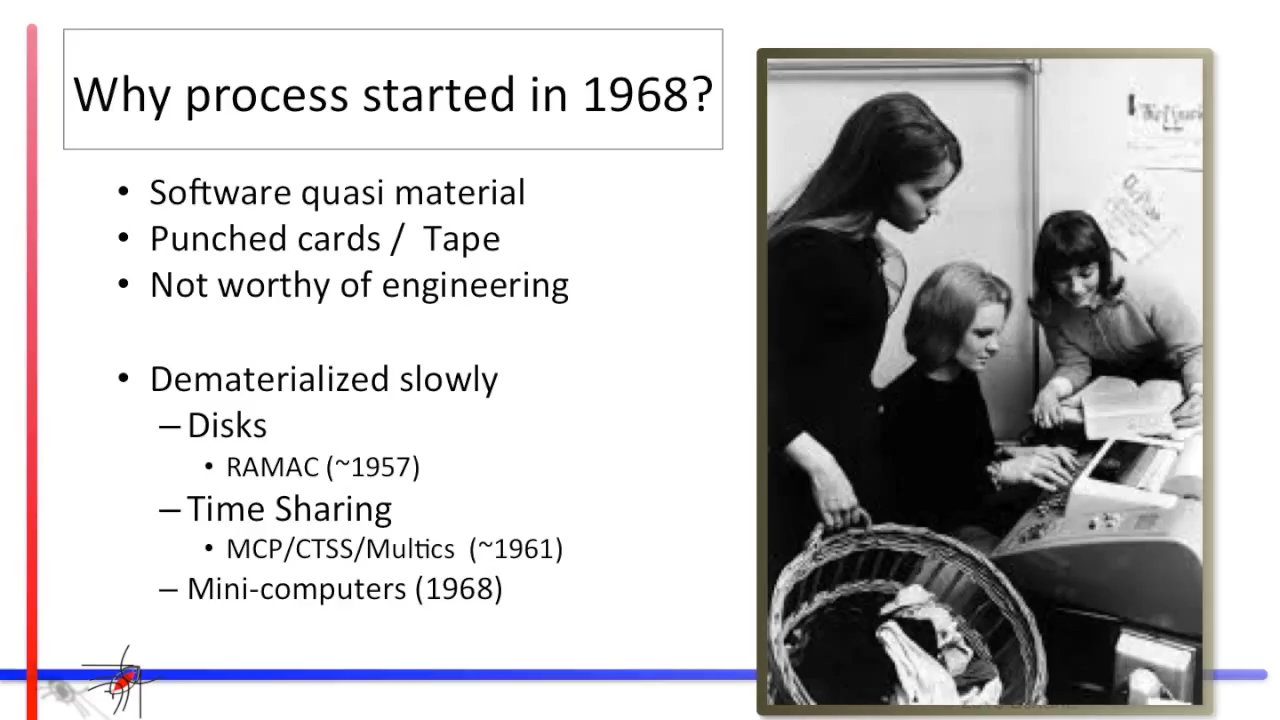 Why process started in 1968?
• Software quasi material
• Punched cards / Tape
• Not worthy of engineering
• Dematerialized slowly
– Disks
• RAMAC (~1957)
– Time Sharing
• MCP/CTSS/Multics (~1961)
– Mini-computers (1968)